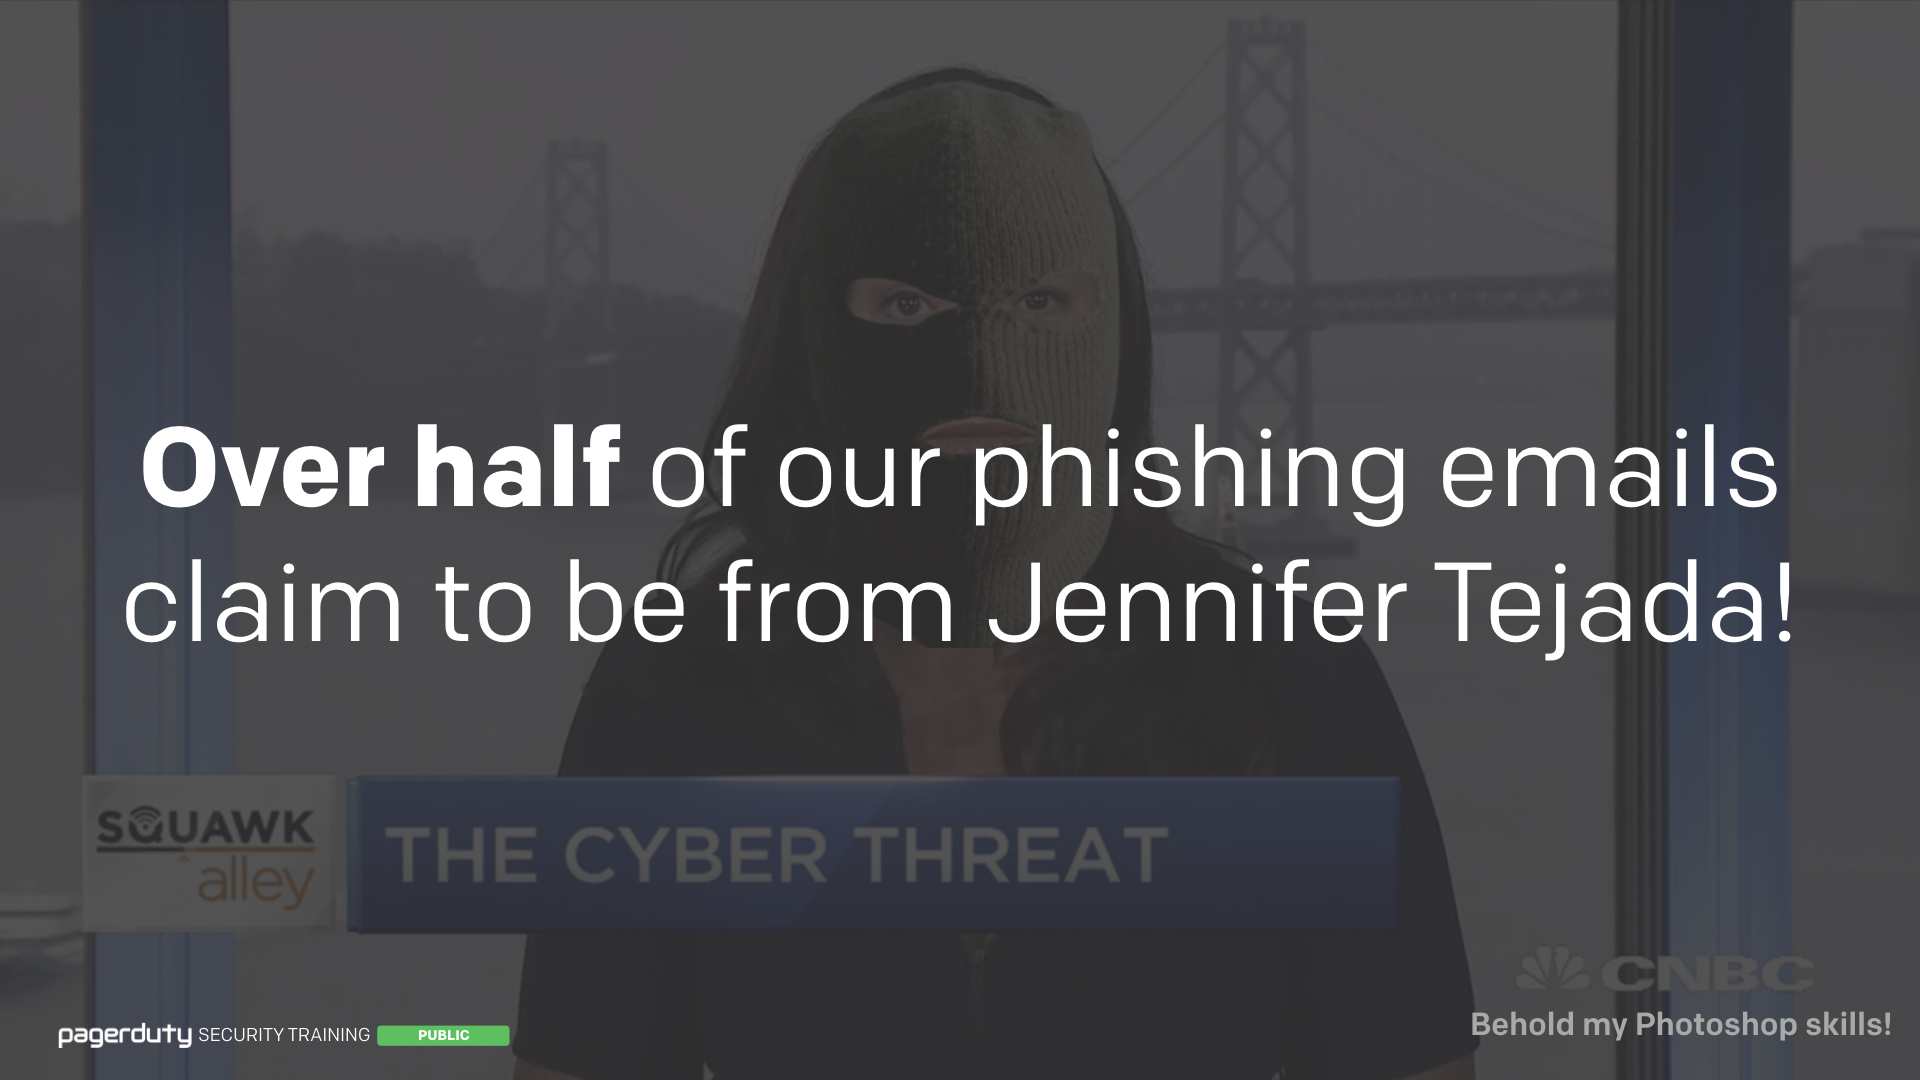 Over half of our phishing emails
claim to be from Jennifer Tejada!
SQUAWK
alley
THE CYBER THREAT
CNBC
Behold my Photoshop skills!
pagerduty SECURITY TRAINING PUBLIC